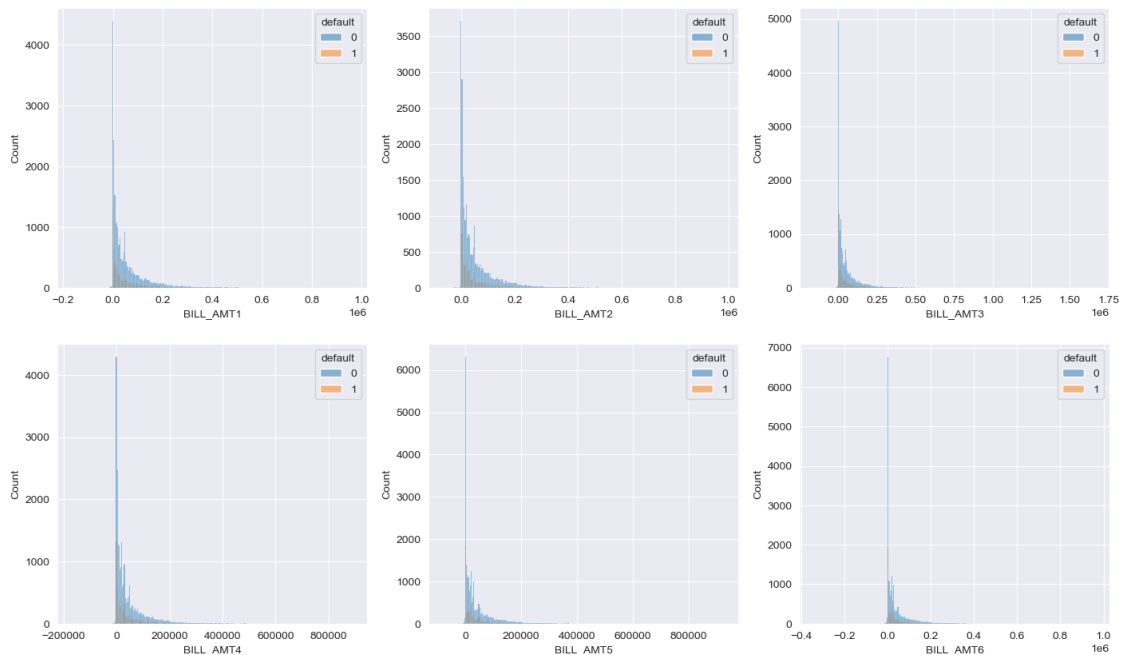 default
0
1
4000
3000
2000
1000
0
Count
−0.2 0.0 0.2 0.4 0.6 0.8 1.0
1e6
BILL_AMT1
default
0
1
3500
3000
2500
2000
1500
1000
500
0
Count
0.0 0.2 0.4 0.6 0.8 1.0
1e6
BILL_AMT2
default
0
1
5000
4000
3000
2000
1000
0
Count
0.00 0.25 0.50 0.75 1.00 1.25 1.50 1.75
1e6
BILL_AMT3
default
0
1
4000
3000
2000
1000
0
Count
−200000 0 200000 400000 600000 800000
BILL_AMT4
default
0
1
6000
5000
4000
3000
2000
1000
0
Count
0 200000 400000 600000 800000
BILL_AMT5
default
0
1
7000
6000
5000
4000
3000
2000
1000
0
Count
−0.4 −0.2 0.0 0.2 0.4 0.6 0.8 1.0
1e6
BILL_AMT6